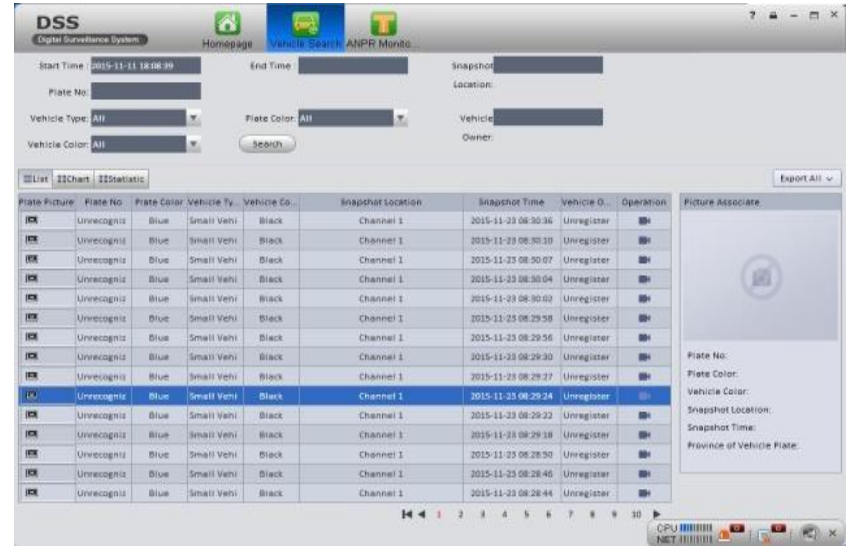 DSS
Digital Surveillance System
Homepage
Vehicle Search
ANPR Monito...
?
Start Time: 2015-11-11 18:08:39
End Time:
Snapshot
Location:
Plate No:
Vehicle Type: All
Plate Color: All
Vehicle
Owner:
Vehicle Color: All
Search
List
Chart
Statistic
Export All
Plate Picture Plate No Plate Color Vehicle Ty... Vehicle Co... Snapshot Location Snapshot Time Vehicle O... Operation
Unrecogniz Blue Small Vehi Black Channel 1 2015-11-23 08:30:36 Unregister
Unrecogniz Blue Small Vehi Black Channel 1 2015-11-23 08:30:10 Unregister
Unrecogniz Blue Small Vehi Black Channel 1 2015-11-23 08:30:07 Unregister
Unrecogniz Blue Small Vehi Black Channel 1 2015-11-23 08:30:04 Unregister
Unrecogniz Blue Small Vehi Black Channel 1 2015-11-23 08:30:02 Unregister
Unrecogniz Blue Small Vehi Black Channel 1 2015-11-23 08:29:58 Unregister
Unrecogniz Blue Small Vehi Black Channel 1 2015-11-23 08:29:56 Unregister
Unrecogniz Blue Small Vehi Black Channel 1 2015-11-23 08:29:30 Unregister
Unrecogniz Blue Small Vehi Black Channel 1 2015-11-23 08:29:27 Unregister
Unrecogniz Blue Small Vehi Black Channel 1 2015-11-23 08:29:24 Unregister
Unrecogniz Blue Small Vehi Black Channel 1 2015-11-23 08:29:22 Unregister
Unrecogniz Blue Small Vehi Black Channel 1 2015-11-23 08:29:18 Unregister
Unrecogniz Blue Small Vehi Black Channel 1 2015-11-23 08:28:50 Unregister
Unrecogniz Blue Small Vehi Black Channel 1 2015-11-23 08:28:46 Unregister
Unrecogniz Blue Small Vehi Black Channel 1 2015-11-23 08:28:44 Unregister
Picture Associate
Plate No:
Plate Color:
Vehicle Color:
Snapshot Location:
Snapshot Time:
Province of Vehicle Plate:
1 2 3 4 5 6 7 8 9 10
CPU
NET